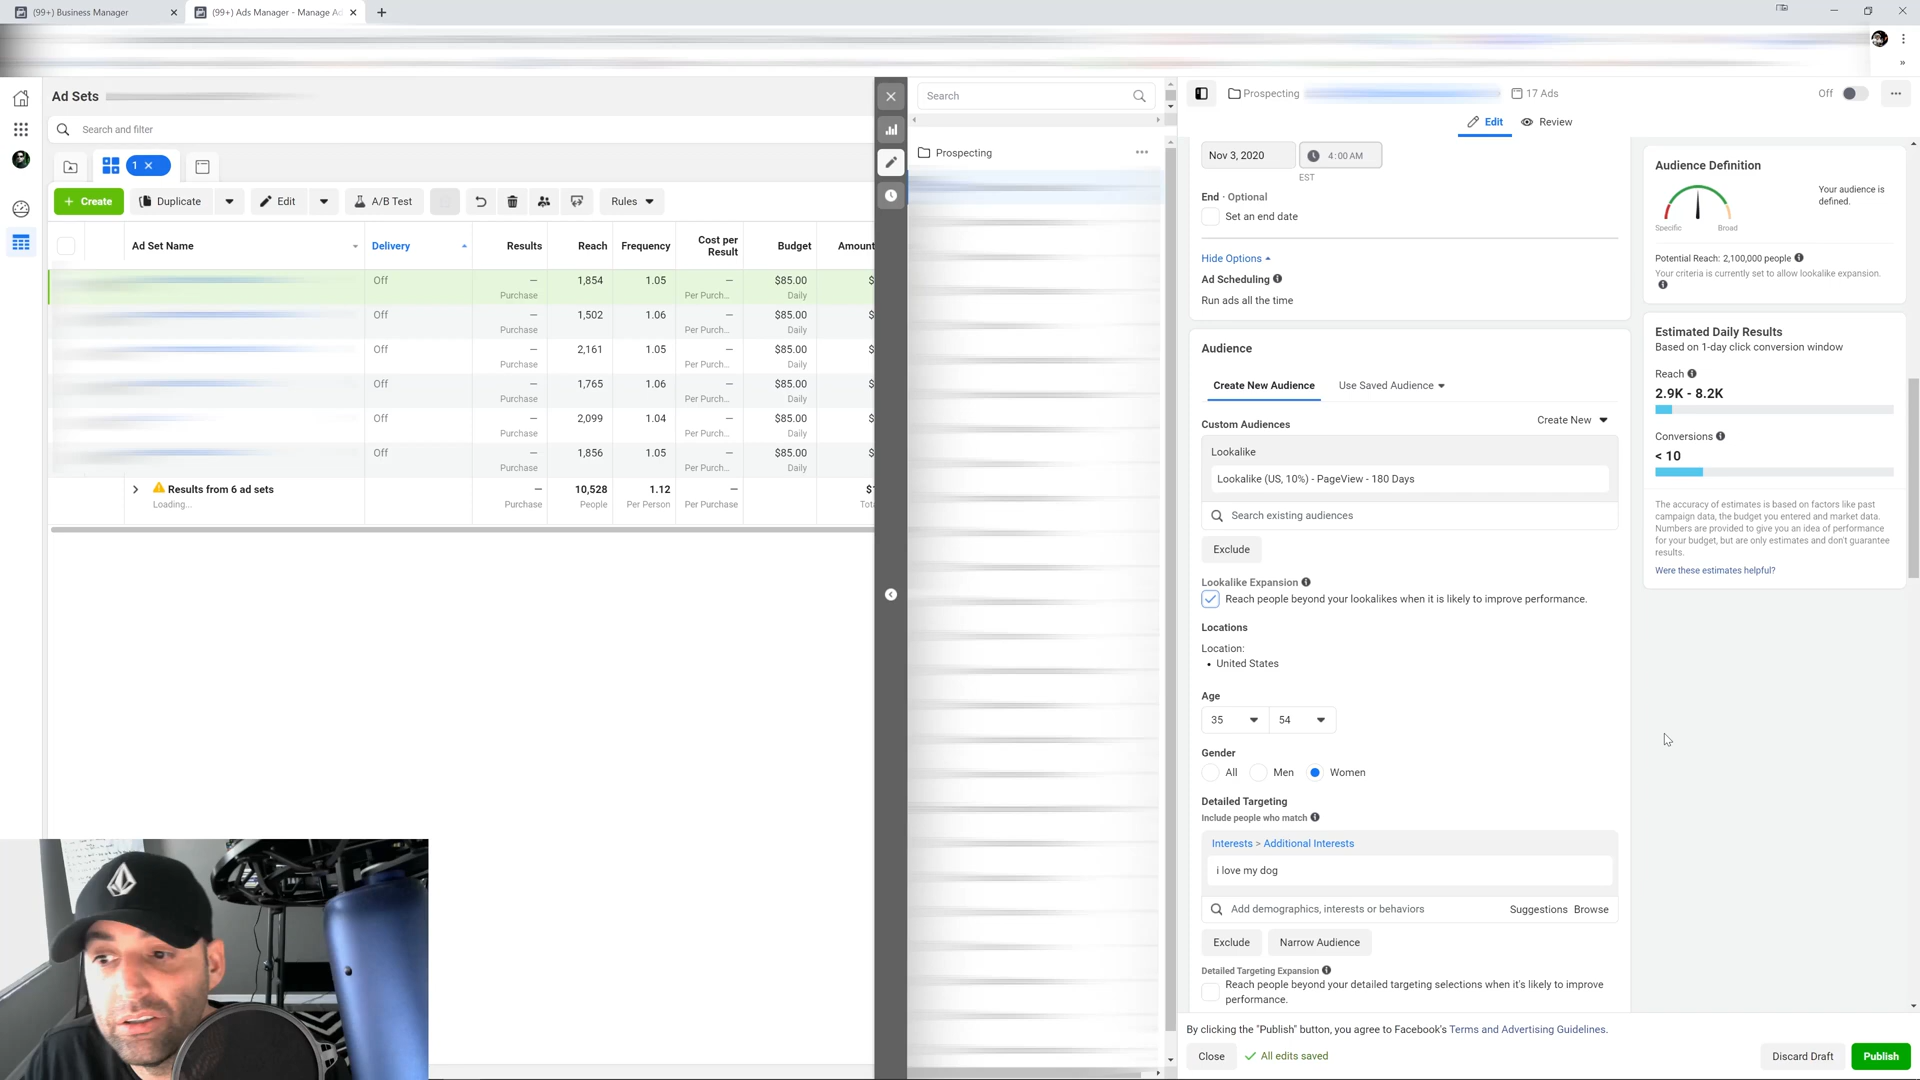 (99+) Business Manager
(99+) Ads Manager - Manage Ad
Ad Sets
Search and filter
1
Create
Duplicate
Edit
A/B Test
Rules
Ad Set Name
Delivery
Results
Reach
Frequency
Cost per Result
Budget
Amount
Off
—
Purchase
1,854
1.05
—
Per Purch...
$85.00
Daily
$
Off
—
Purchase
1,502
1.06
—
Per Purch...
$85.00
Daily
$
Off
—
Purchase
2,161
1.05
—
Per Purch...
$85.00
Daily
$
Off
—
Purchase
1,765
1.06
—
Per Purch...
$85.00
Daily
$
Off
—
Purchase
2,099
1.04
—
Per Purch...
$85.00
Daily
$
Off
—
Purchase
1,856
1.05
—
Per Purch...
$85.00
Daily
$
Results from 6 ad sets
Loading...
—
Purchase
10,528
People
1.12
Per Person
—
Per Purchase
Tota
Search
Prospecting
Prospecting
17 Ads
Off
Edit
Review
Nov 3, 2020
4:00 AM
EST
End · Optional
Set an end date
Hide Options
Ad Scheduling
Run ads all the time
Audience
Create New Audience
Use Saved Audience
Custom Audiences
Create New
Lookalike
Lookalike (US, 10%) - PageView - 180 Days
Search existing audiences
Exclude
Lookalike Expansion
Reach people beyond your lookalikes when it is likely to improve performance.
Locations
Location:
• United States
Age
35
54
Gender
All
Men
Women
Detailed Targeting
Include people who match
Interests > Additional Interests
i love my dog
Add demographics, interests or behaviors
Suggestions
Browse
Exclude
Narrow Audience
Detailed Targeting Expansion
Reach people beyond your detailed targeting selections when it's likely to improve
performance.
By clicking the "Publish" button, you agree to Facebook's Terms and Advertising Guidelines.
Close
All edits saved
Discard Draft
Publish
Audience Definition
Your audience is
defined.
Specific
Broad
Potential Reach: 2,100,000 people
Your criteria is currently set to allow lookalike expansion.
Estimated Daily Results
Based on 1-day click conversion window
Reach
2.9K - 8.2K
Conversions
< 10
The accuracy of estimates is based on factors like past
campaign data, the budget you entered and market data.
Numbers are provided to give you an idea of performance
for your budget, but are only estimates and don't guarantee
results.
Were these estimates helpful?